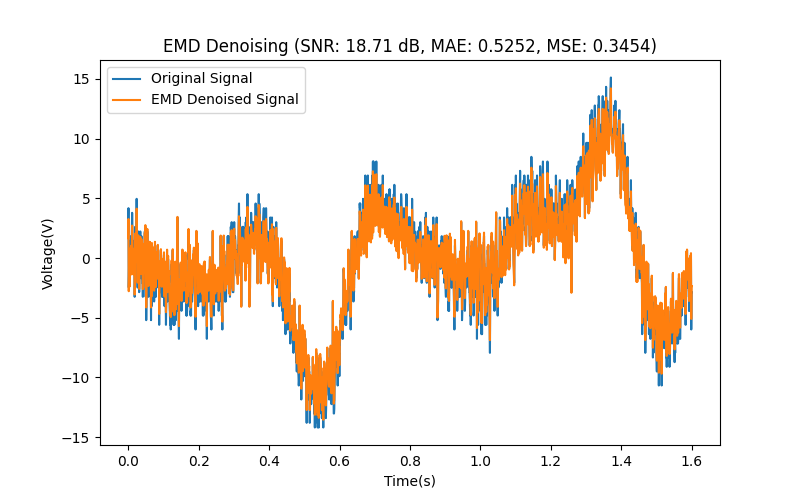 EMD Denoising (SNR: 18.71 dB, MAE: 0.5252, MSE: 0.3454)
Original Signal
EMD Denoised Signal
Voltage(V)
15
10
5
0
−5
−10
−15
0.0 0.2 0.4 0.6 0.8 1.0 1.2 1.4 1.6
Time(s)